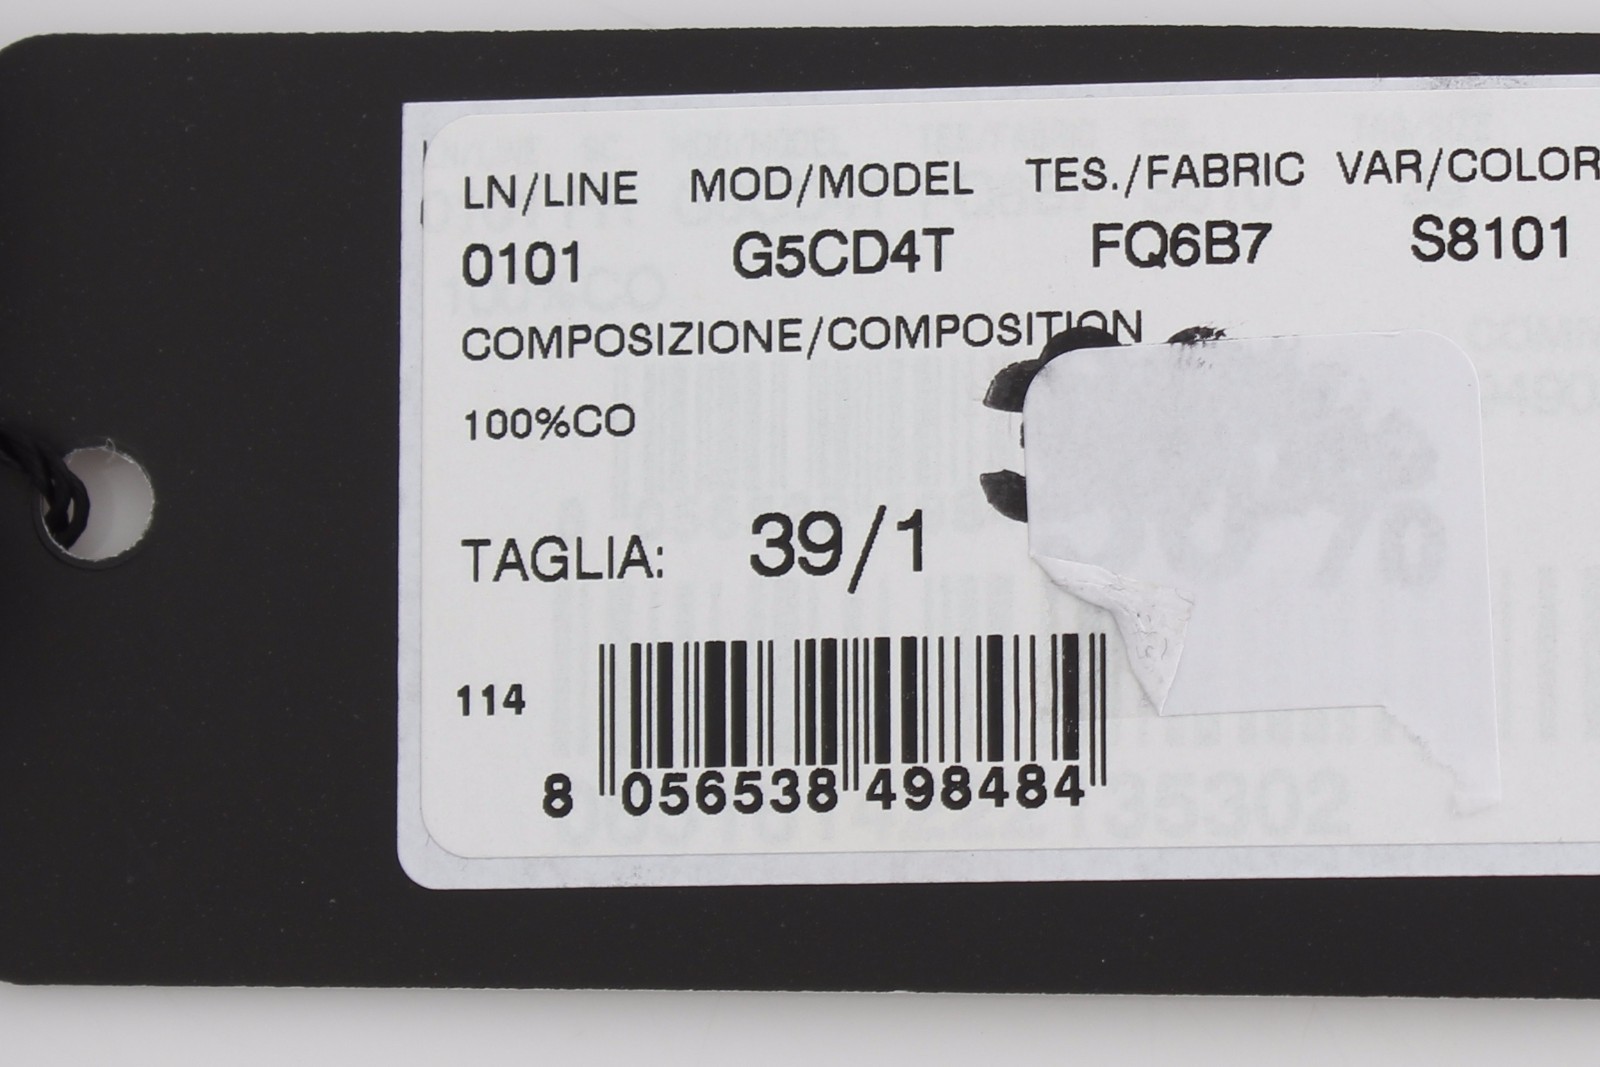 LN/LINE MOD/MODEL TES./FABRIC VAR/COLOR
0101 G5CD4T FQ6B7 S8101
COMPOSIZIONE/COMPOSITION
100%CO
TAGLIA: 39/1
114
8 056538 498484